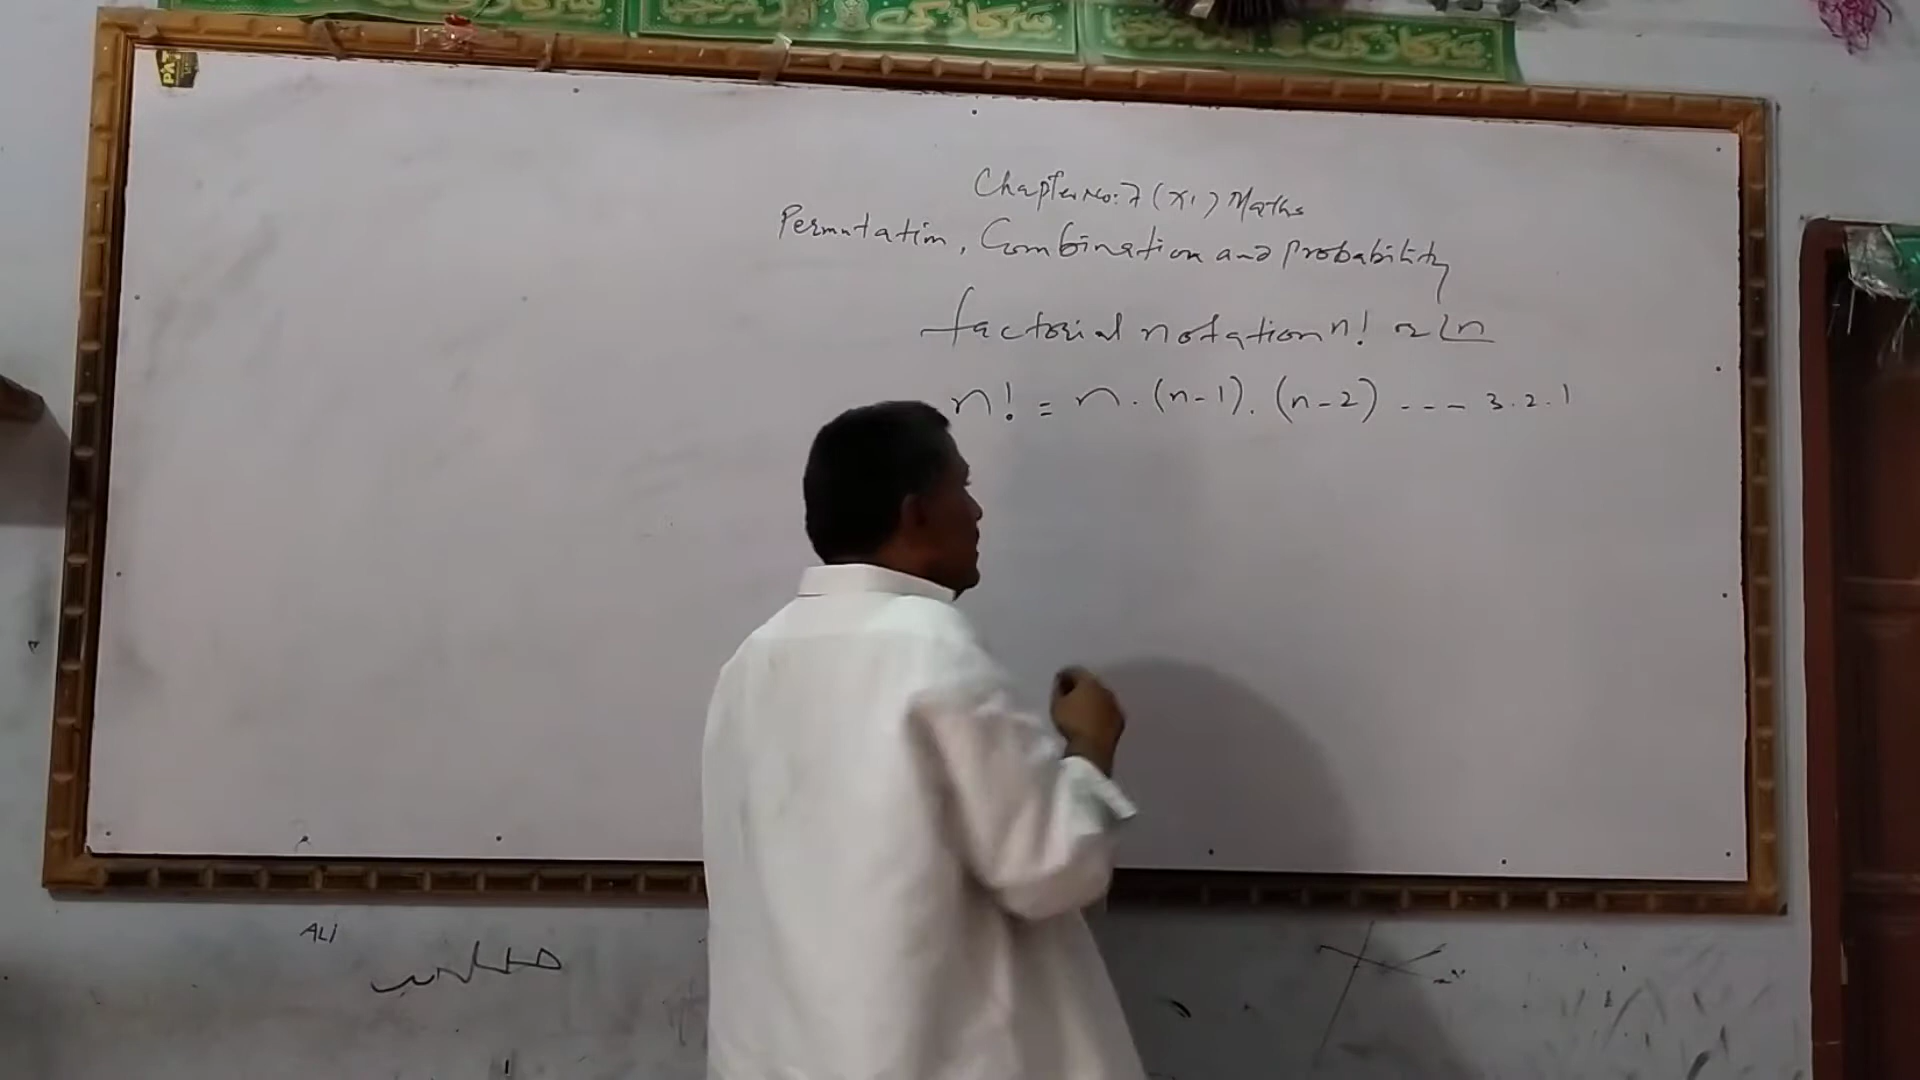 Chapter No: 7 (XI) Maths
Permutation, Combination and Probability
factorial notation n! or ⌊n
n! = n . (n-1) . (n-2) ---- 3.2.1
ALI